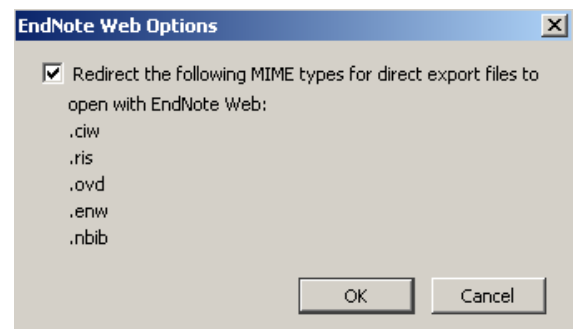 EndNote Web Options
Redirect the following MIME types for direct export files to
open with EndNote Web:
.ciw
.ris
.ovd
.enw
.nbib
OK Cancel